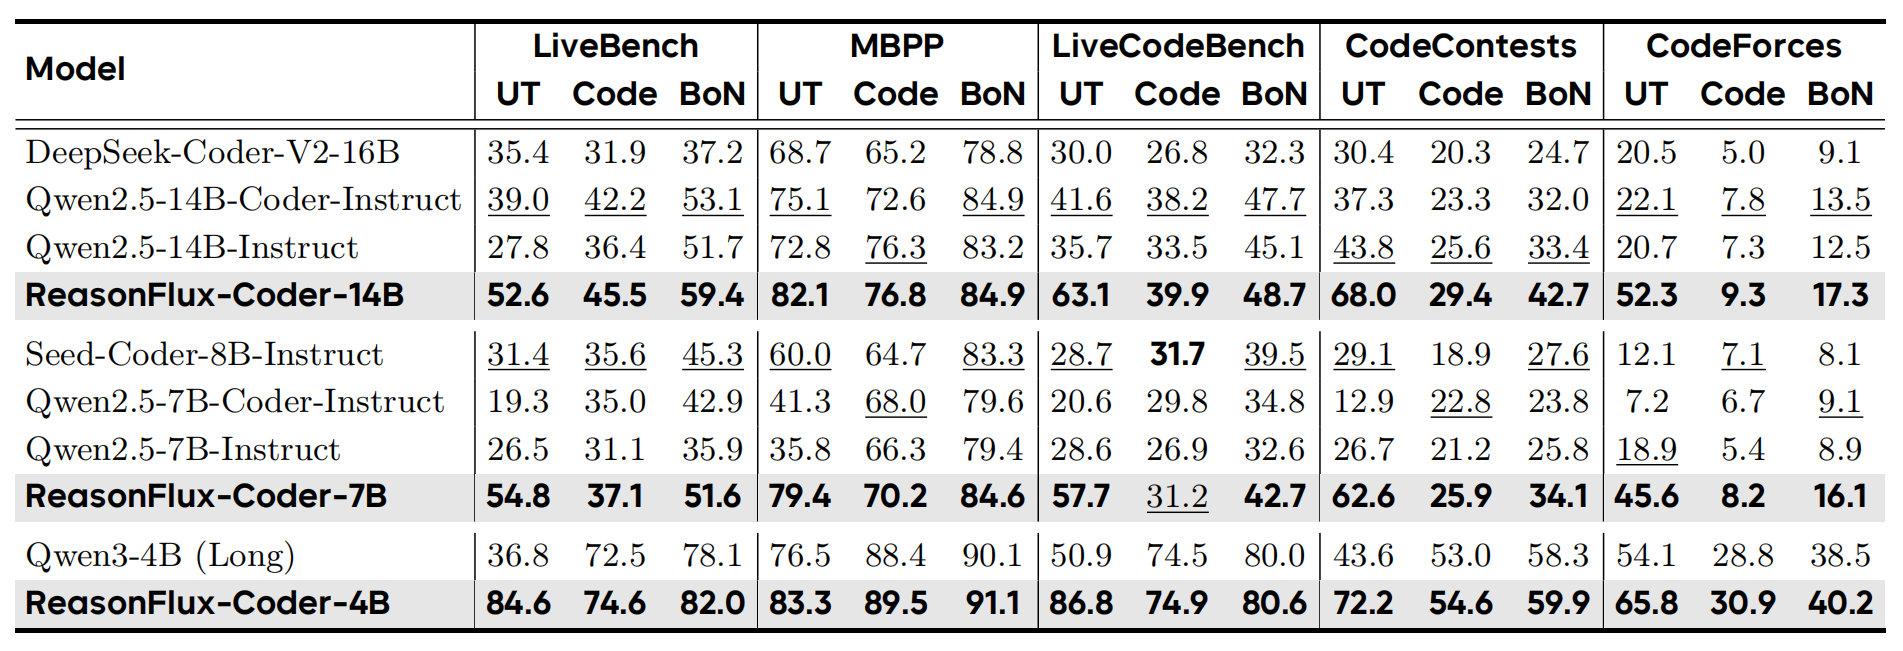 Model LiveBench MBPP LiveCodeBench CodeContests CodeForces
UT Code BoN UT Code BoN UT Code BoN UT Code BoN UT Code BoN
DeepSeek-Coder-V2-16B 35.4 31.9 37.2 68.7 65.2 78.8 30.0 26.8 32.3 30.4 20.3 24.7 20.5 5.0 9.1
Qwen2.5-14B-Coder-Instruct 39.0 42.2 53.1 75.1 72.6 84.9 41.6 38.2 47.7 37.3 23.3 32.0 22.1 7.8 13.5
Qwen2.5-14B-Instruct 27.8 36.4 51.7 72.8 76.3 83.2 35.7 33.5 45.1 43.8 25.6 33.4 20.7 7.3 12.5
ReasonFlux-Coder-14B 52.6 45.5 59.4 82.1 76.8 84.9 63.1 39.9 48.7 68.0 29.4 42.7 52.3 9.3 17.3
Seed-Coder-8B-Instruct 31.4 35.6 45.3 60.0 64.7 83.3 28.7 31.7 39.5 29.1 18.9 27.6 12.1 7.1 8.1
Qwen2.5-7B-Coder-Instruct 19.3 35.0 42.9 41.3 68.0 79.6 20.6 29.8 34.8 12.9 22.8 23.8 7.2 6.7 9.1
Qwen2.5-7B-Instruct 26.5 31.1 35.9 35.8 66.3 79.4 28.6 26.9 32.6 26.7 21.2 25.8 18.9 5.4 8.9
ReasonFlux-Coder-7B 54.8 37.1 51.6 79.4 70.2 84.6 57.7 31.2 42.7 62.6 25.9 34.1 45.6 8.2 16.1
Qwen3-4B (Long) 36.8 72.5 78.1 76.5 88.4 90.1 50.9 74.5 80.0 43.6 53.0 58.3 54.1 28.8 38.5
ReasonFlux-Coder-4B 84.6 74.6 82.0 83.3 89.5 91.1 86.8 74.9 80.6 72.2 54.6 59.9 65.8 30.9 40.2